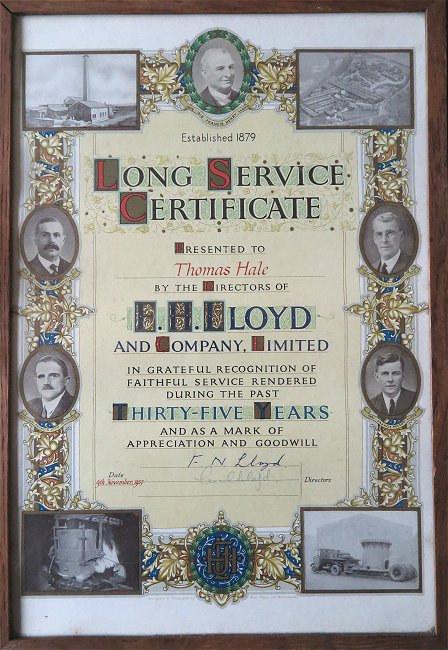 Established 1879
LONG SERVICE
CERTIFICATE
PRESENTED TO
Thomas Hale
BY THE DIRECTORS OF
F. H. LLOYD
AND COMPANY, LIMITED
IN GRATEFUL RECOGNITION OF
FAITHFUL SERVICE RENDERED
DURING THE PAST
THIRTY-FIVE YEARS
AND AS A MARK OF
APPRECIATION AND GOODWILL
F. N. Lloyd
Date
9th November,
Directors